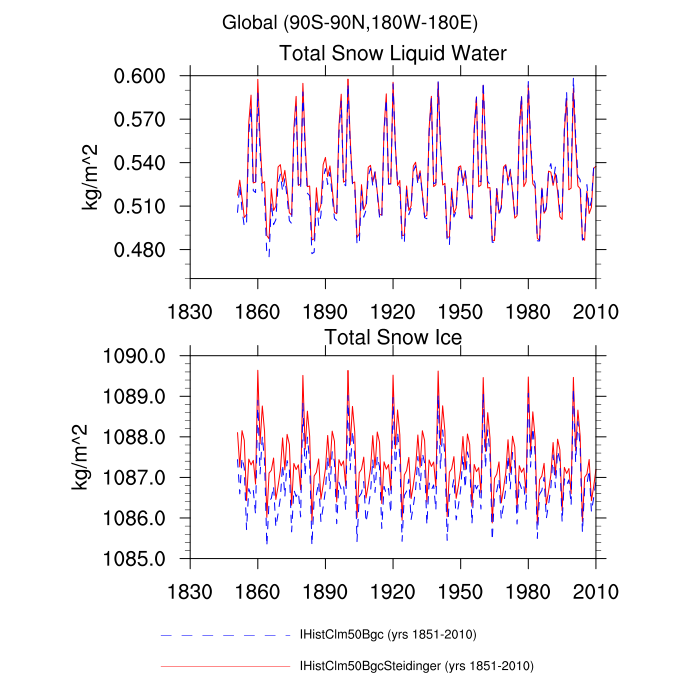 Global (90S-90N,180W-180E)
Total Snow Liquid Water
0.600
0.570
0.540
0.510
0.480
kg/m^2
1830 1860 1890 1920 1950 1980 2010
Total Snow Ice
1090.0
1089.0
1088.0
1087.0
1086.0
1085.0
kg/m^2
1830 1860 1890 1920 1950 1980 2010
IHistClm50Bgc (yrs 1851-2010)
IHistClm50BgcSteidinger (yrs 1851-2010)